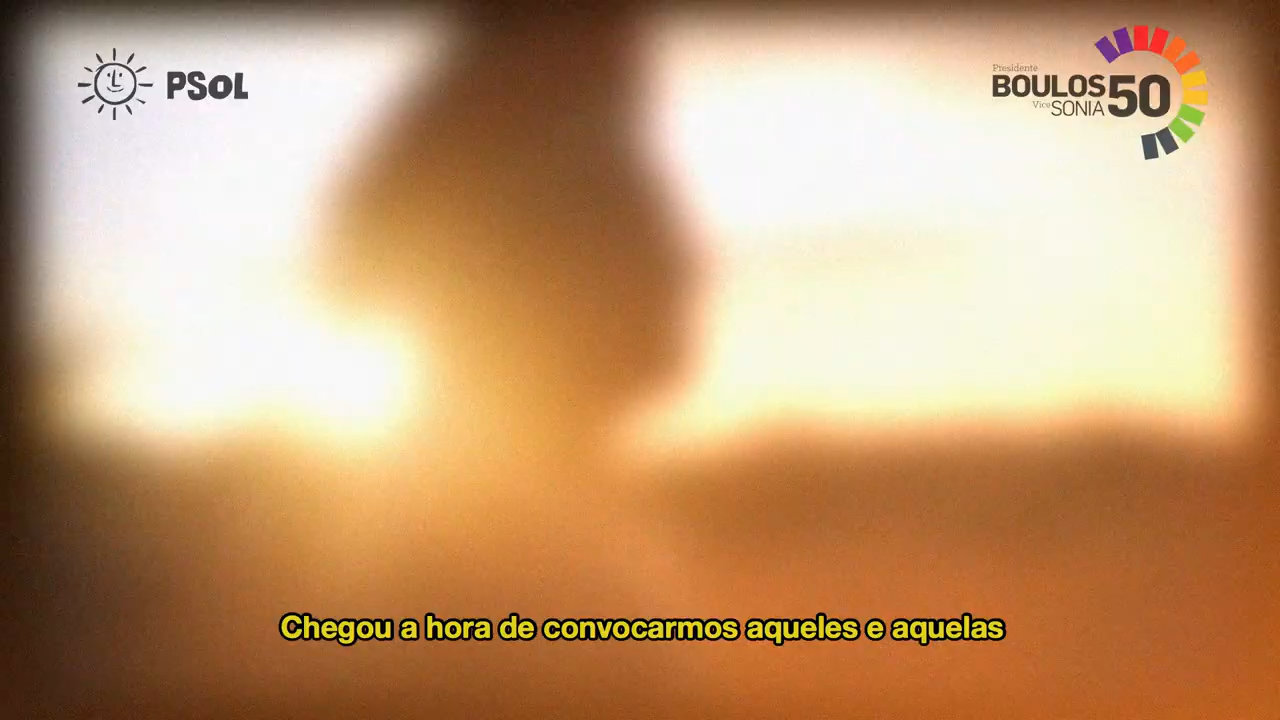 PSOL
Presidente
BOULOS 50
Vice SONIA
Chegou a hora de convocarmos aqueles e aquelas